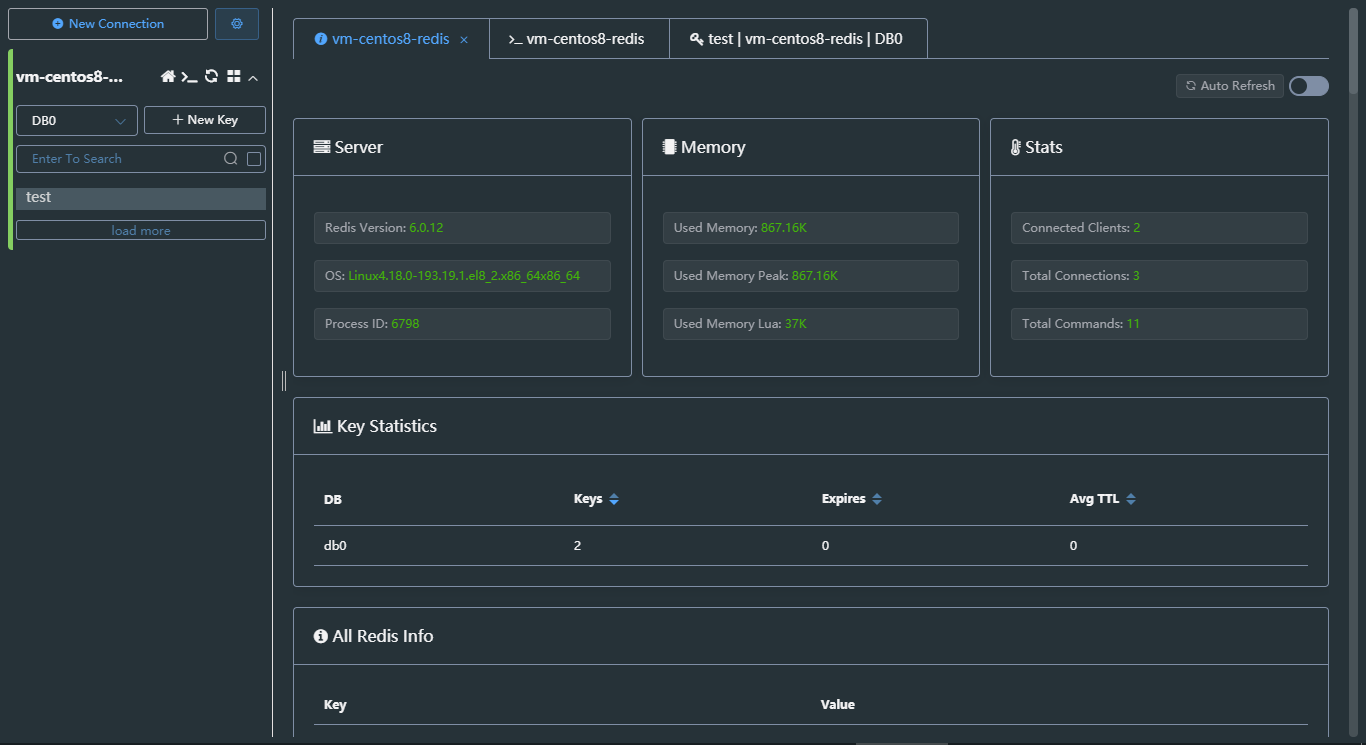 New Connection
vm-centos8-...
DB0
New Key
Enter To Search
test
load more
vm-centos8-redis ×
>_ vm-centos8-redis
test | vm-centos8-redis | DB0
Auto Refresh
Server
Redis Version: 6.0.12
OS: Linux4.18.0-193.19.1.el8_2.x86_64x86_64
Process ID: 6798
Memory
Used Memory: 867.16K
Used Memory Peak: 867.16K
Used Memory Lua: 37K
Stats
Connected Clients: 2
Total Connections: 3
Total Commands: 11
Key Statistics
DB Keys Expires Avg TTL
db0 2 0 0
All Redis Info
Key Value